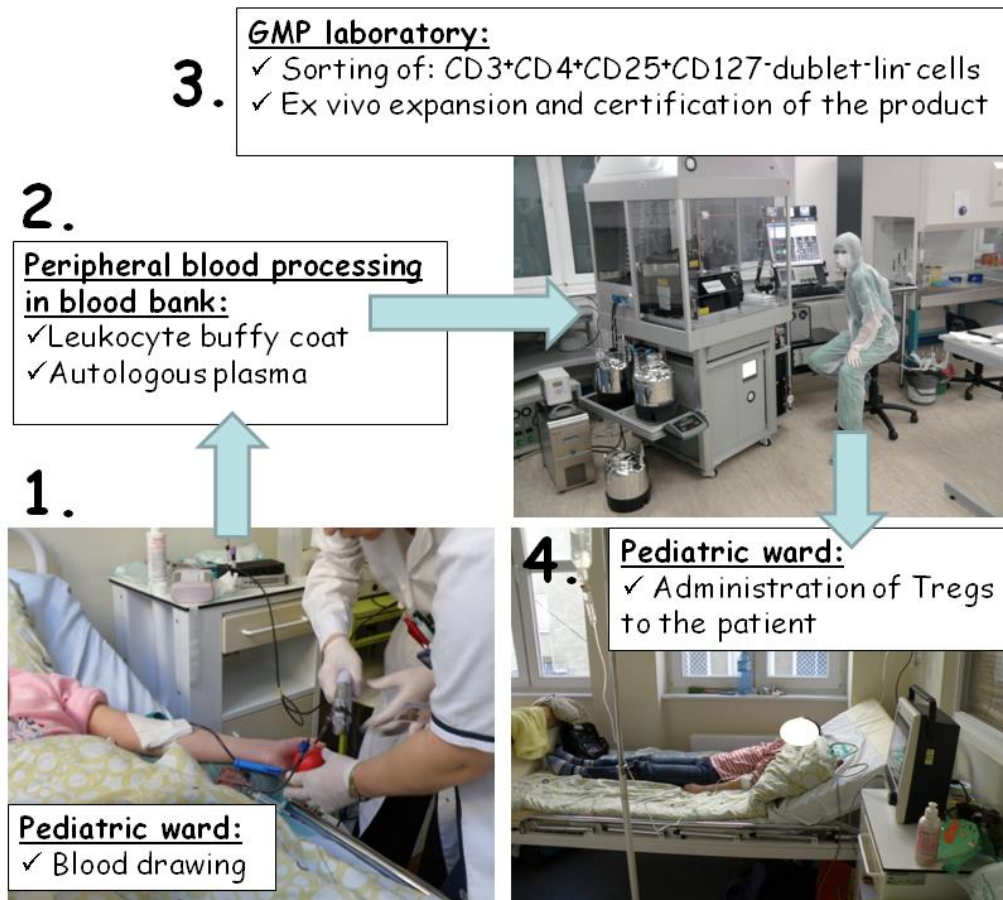 3.
GMP laboratory:
✓ Sorting of: CD3⁺CD4⁺CD25⁺CD127⁻dublet⁻lin⁻ cells
✓ Ex vivo expansion and certification of the product
2.
Peripheral blood processing
in blood bank:
✓Leukocyte buffy coat
✓Autologous plasma
1.
Pediatric ward:
✓ Blood drawing
4.
Pediatric ward:
✓ Administration of Tregs
to the patient